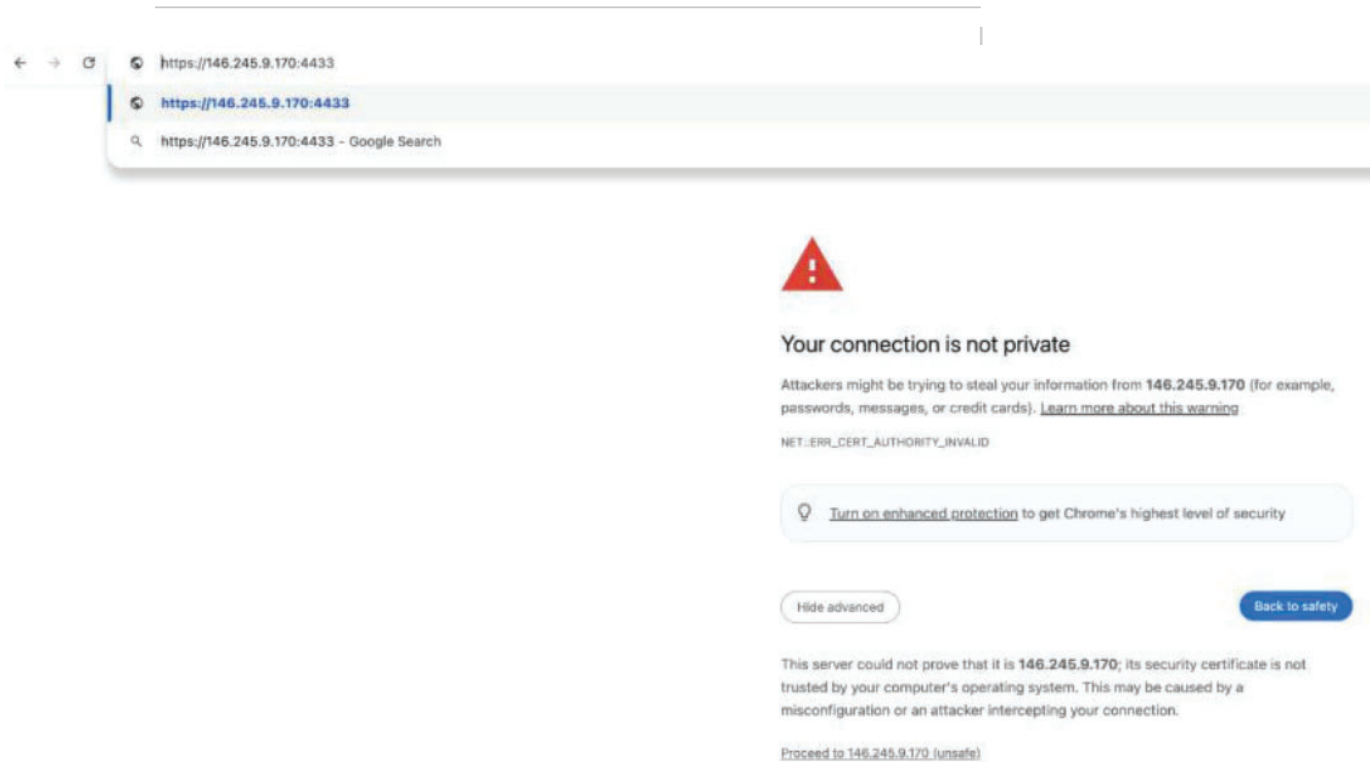 https://146.245.9.170:4433
https://146.245.9.170:4433
https://146.245.9.170:4433 - Google Search
Your connection is not private
Attackers might be trying to steal your information from 146.245.9.170 (for example,
passwords, messages, or credit cards). Learn more about this warning
NET::ERR_CERT_AUTHORITY_INVALID
Turn on enhanced protection to get Chrome's highest level of security
Hide advanced
Back to safety
This server could not prove that it is 146.245.9.170; its security certificate is not
trusted by your computer's operating system. This may be caused by a
misconfiguration or an attacker intercepting your connection.
Proceed to 146.245.9.170 (unsafe)